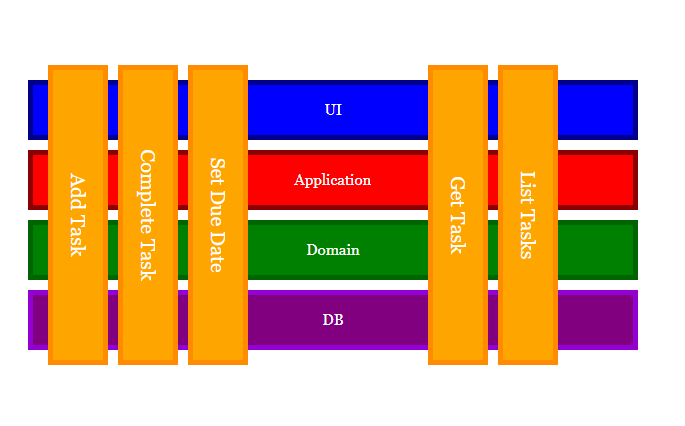 UI
Application
Domain
DB
Add Task
Complete Task
Set Due Date
Get Task
List Tasks